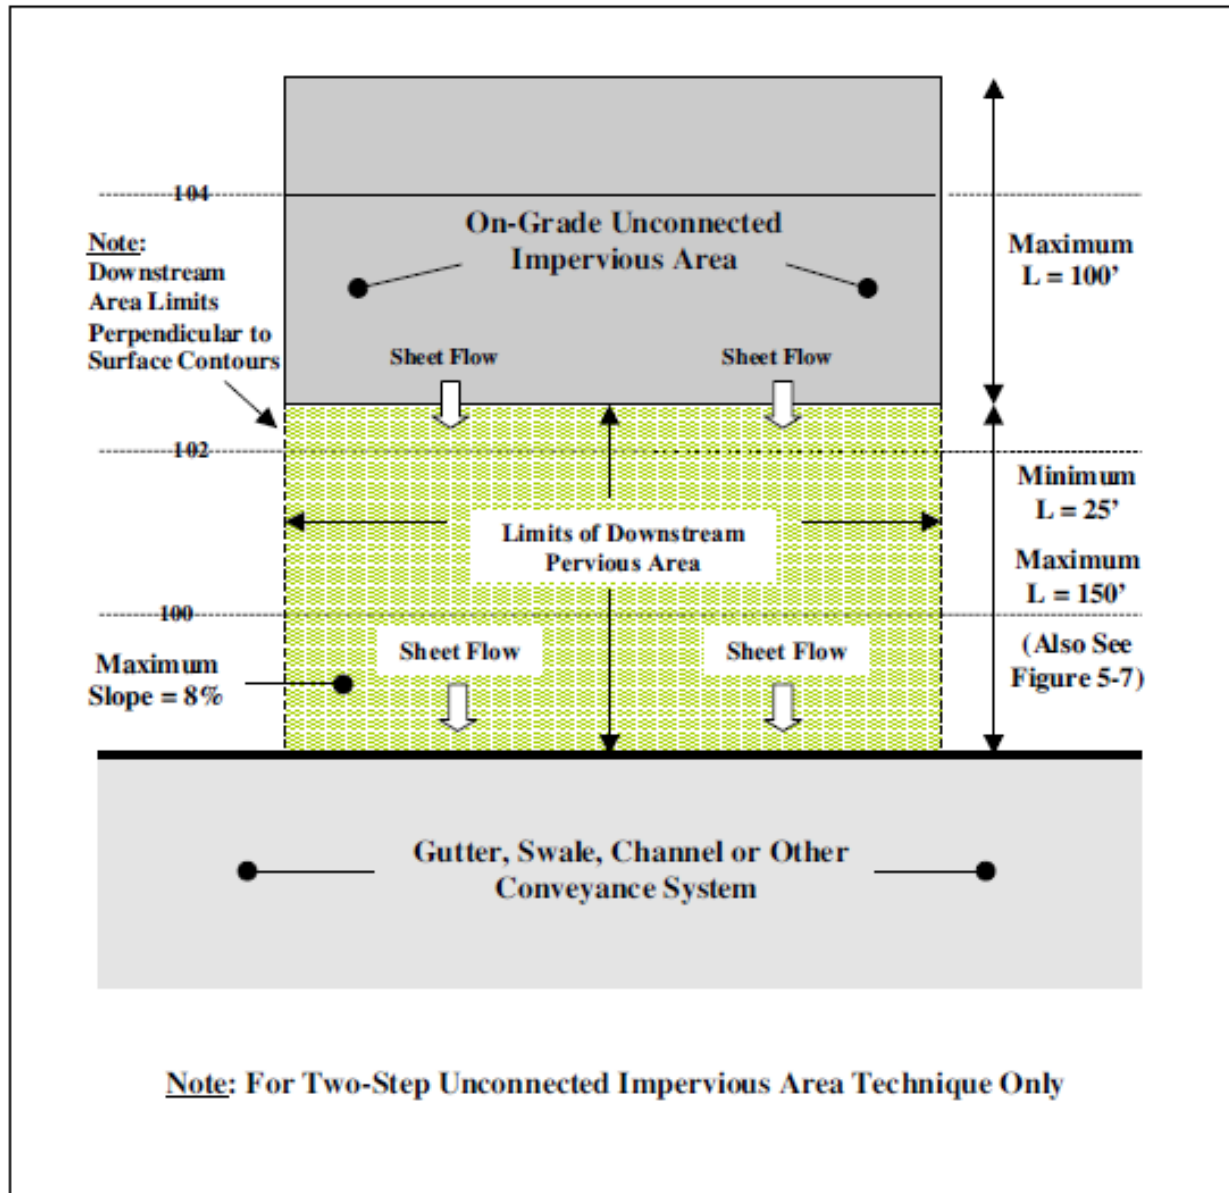 104
On-Grade Unconnected
Impervious Area
Note:
Downstream
Area Limits
Perpendicular to
Surface Contours
Maximum
L = 100’
Sheet Flow
Sheet Flow
102
Minimum
L = 25’
Maximum
L = 150’
(Also See
Figure 5-7)
Limits of Downstream
Pervious Area
100
Sheet Flow
Sheet Flow
Maximum
Slope = 8%
Gutter, Swale, Channel or Other
Conveyance System
Note: For Two-Step Unconnected Impervious Area Technique Only